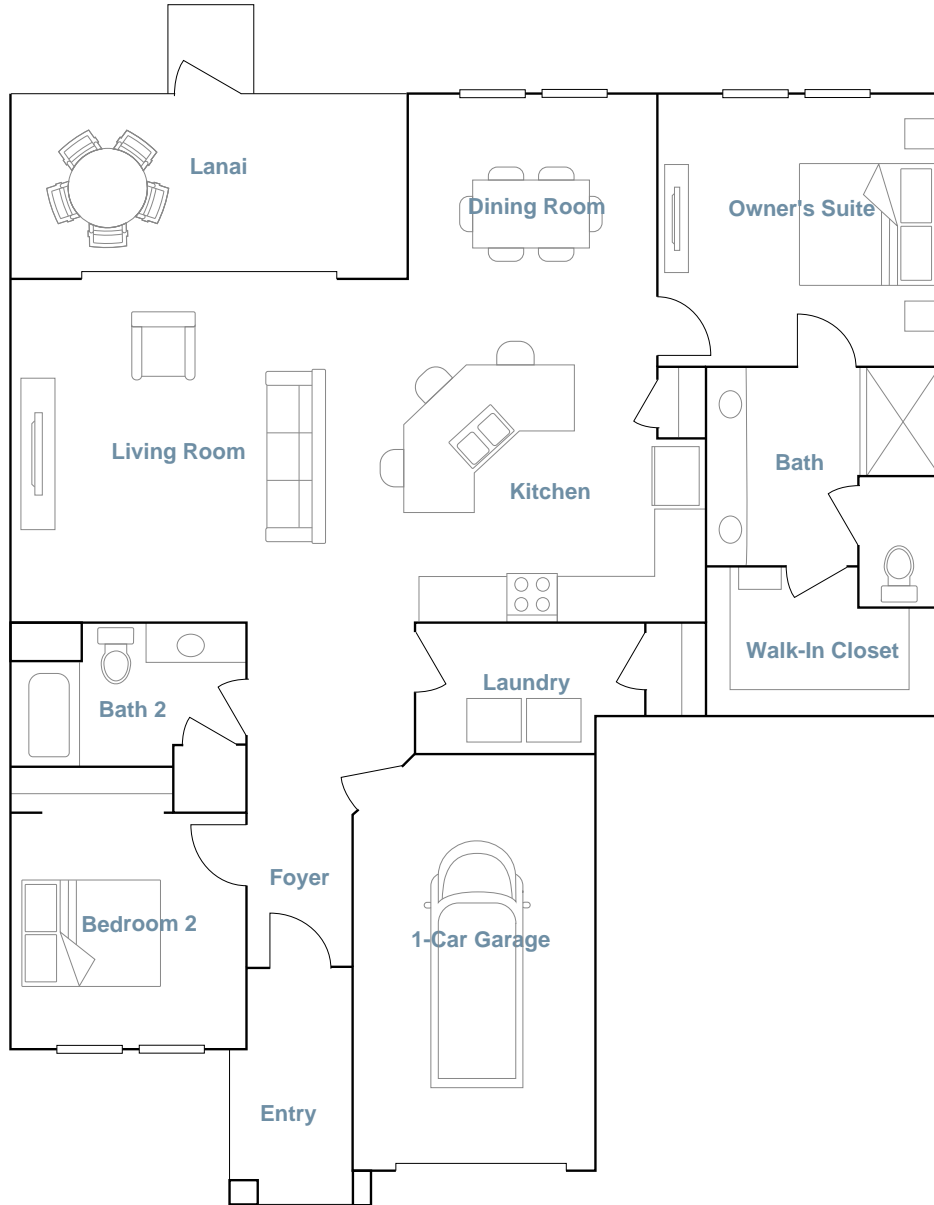 Lanai
Dining Room
Owner's Suite
Living Room
Kitchen
Bath
Walk-In Closet
Laundry
Bath 2
Foyer
Bedroom 2
1-Car Garage
Entry